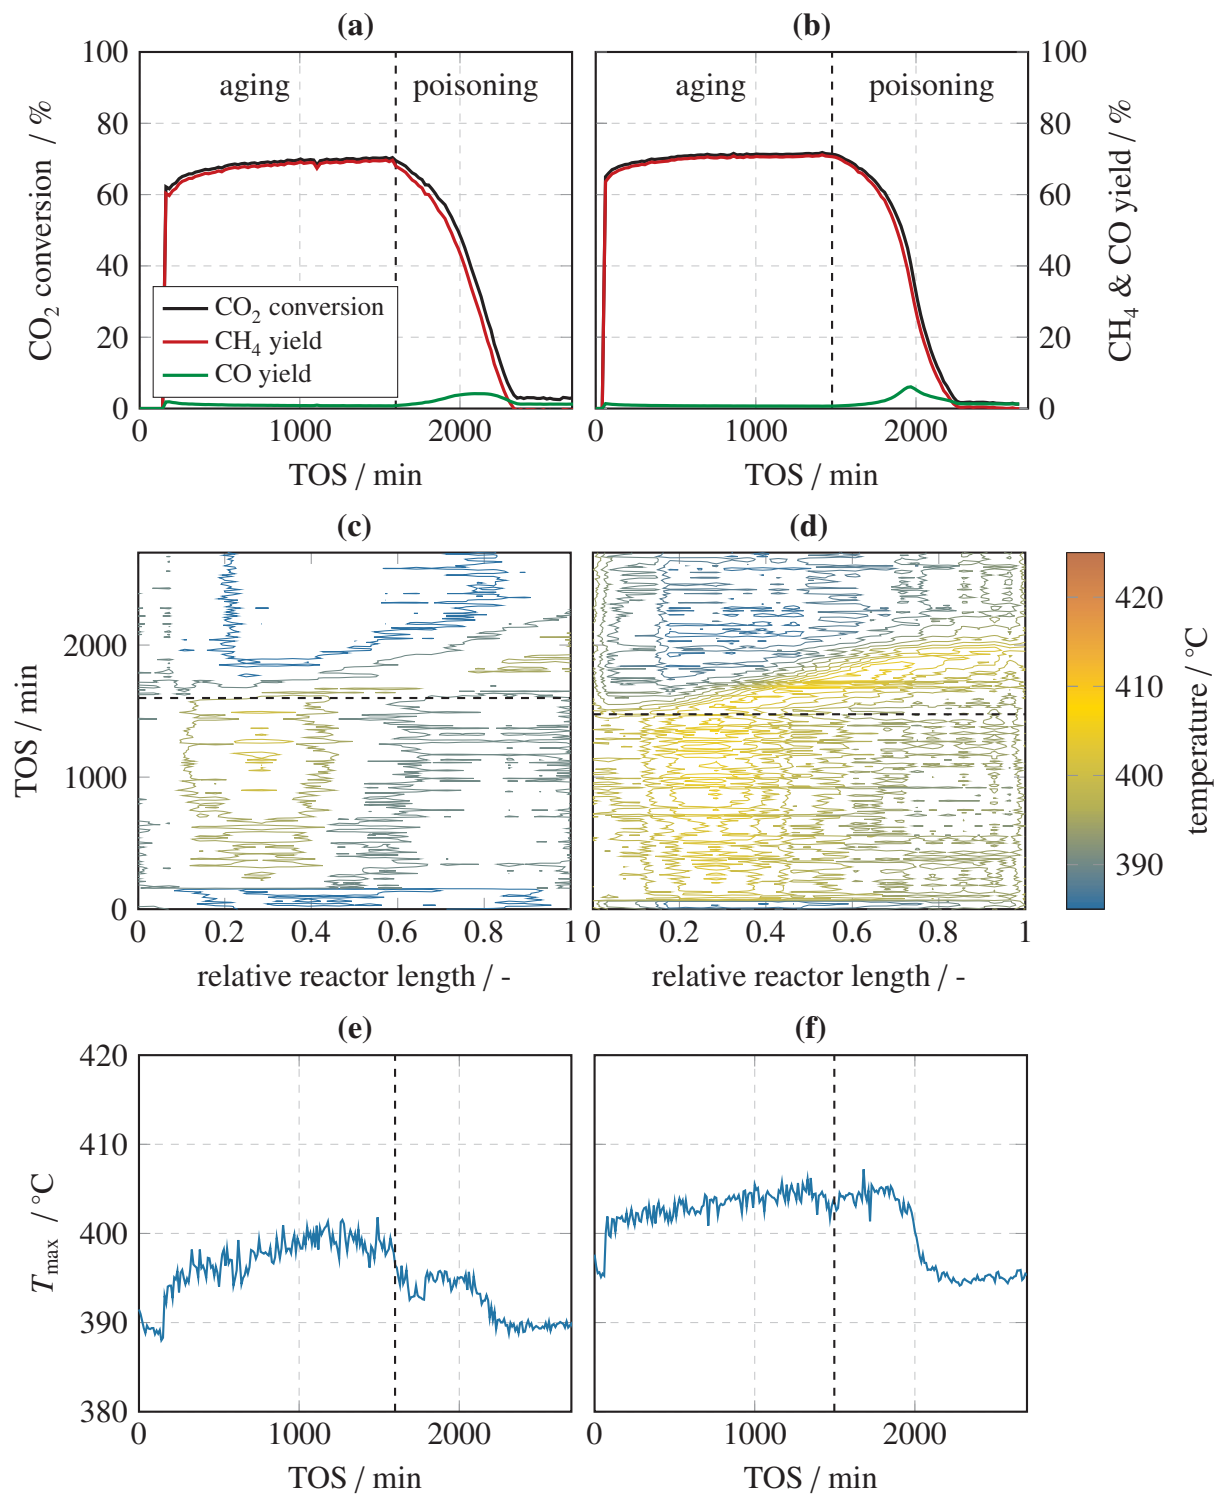 (a)
(b)
100
80
60
40
20
0
0
1000
2000
CO2 conversion / %
TOS / min
aging
poisoning
CO2 conversion
CH4 yield
CO yield
100
80
60
40
20
0
0
1000
2000
CH4 & CO yield / %
TOS / min
aging
poisoning
(c)
(d)
2000
1000
0
TOS / min
0
0.2
0.4
0.6
0.8
1
relative reactor length / -
0
0.2
0.4
0.6
0.8
1
relative reactor length / -
420
410
400
390
temperature / °C
(e)
(f)
420
410
400
390
380
Tmax / °C
0
1000
2000
TOS / min
0
1000
2000
TOS / min